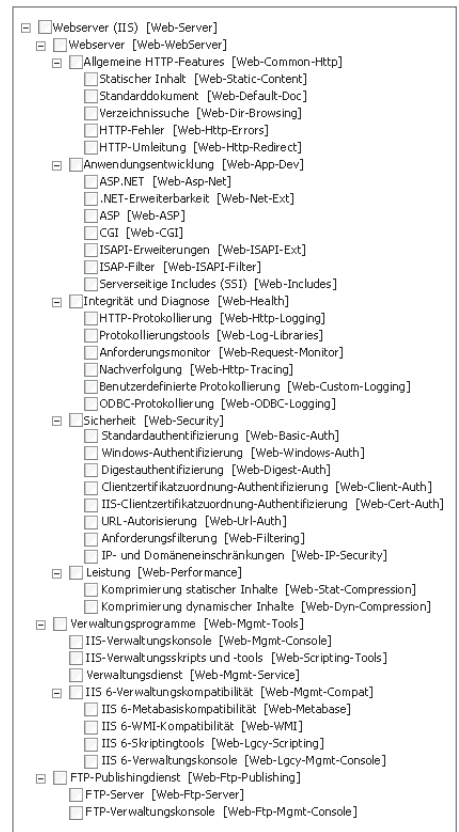 Webserver (IIS) [Web-Server]
Webserver [Web-WebServer]
Allgemeine HTTP-Features [Web-Common-Http]
Statischer Inhalt [Web-Static-Content]
Standarddokument [Web-Default-Doc]
Verzeichnissuche [Web-Dir-Browsing]
HTTP-Fehler [Web-Http-Errors]
HTTP-Umleitung [Web-Http-Redirect]
Anwendungsentwicklung [Web-App-Dev]
ASP.NET [Web-Asp-Net]
.NET-Erweiterbarkeit [Web-Net-Ext]
ASP [Web-ASP]
CGI [Web-CGI]
ISAPI-Erweiterungen [Web-ISAPI-Ext]
ISAP-Filter [Web-ISAPI-Filter]
Serverseitige Includes (SSI) [Web-Includes]
Integrität und Diagnose [Web-Health]
HTTP-Protokollierung [Web-Http-Logging]
Protokollierungstools [Web-Log-Libraries]
Anforderungsmonitor [Web-Request-Monitor]
Nachverfolgung [Web-Http-Tracing]
Benutzerdefinierte Protokollierung [Web-Custom-Logging]
ODBC-Protokollierung [Web-ODBC-Logging]
Sicherheit [Web-Security]
Standardauthentifizierung [Web-Basic-Auth]
Windows-Authentifizierung [Web-Windows-Auth]
Digestauthentifizierung [Web-Digest-Auth]
Clientzertifikatzuordnung-Authentifizierung [Web-Client-Auth]
IIS-Clientzertifikatzuordnung-Authentifizierung [Web-Cert-Auth]
URL-Autorisierung [Web-Url-Auth]
Anforderungsfilterung [Web-Filtering]
IP- und Domäneneinschränkungen [Web-IP-Security]
Leistung [Web-Performance]
Komprimierung statischer Inhalte [Web-Stat-Compression]
Komprimierung dynamischer Inhalte [Web-Dyn-Compression]
Verwaltungsprogramme [Web-Mgmt-Tools]
IIS-Verwaltungskonsole [Web-Mgmt-Console]
IIS-Verwaltungsskripts und -tools [Web-Scripting-Tools]
Verwaltungsdienst [Web-Mgmt-Service]
IIS 6-Verwaltungskompatibilität [Web-Mgmt-Compat]
IIS 6-Metabasiskompatibilität [Web-Metabase]
IIS 6-WMI-Kompatibilität [Web-WMI]
IIS 6-Skriptingtools [Web-Lgcy-Scripting]
IIS 6-Verwaltungskonsole [Web-Lgcy-Mgmt-Console]
FTP-Publishingdienst [Web-Ftp-Publishing]
FTP-Server [Web-Ftp-Server]
FTP-Verwaltungskonsole [Web-Ftp-Mgmt-Console]